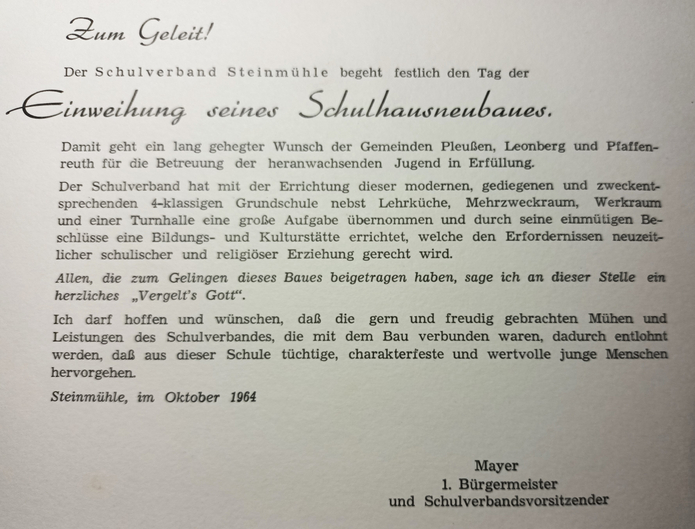 Zum Geleit!
Der Schulverband Steinmühle begeht festlich den Tag der
Einweihung seines Schulhausneubaues.
Damit geht ein lang gehegter Wunsch der Gemeinden Pleußen, Leonberg und Pfaffen-
reuth für die Betreuung der heranwachsenden Jugend in Erfüllung.
Der Schulverband hat mit der Errichtung dieser modernen, gediegenen und zweckent-
sprechenden 4-klassigen Grundschule nebst Lehrküche, Mehrzweckraum, Werkraum
und einer Turnhalle eine große Aufgabe übernommen und durch seine einmütigen Be-
schlüsse eine Bildungs- und Kulturstätte errichtet, welche den Erfordernissen neuzeit-
licher schulischer und religiöser Erziehung gerecht wird.
Allen, die zum Gelingen dieses Baues beigetragen haben, sage ich an dieser Stelle ein
herzliches „Vergelt's Gott“.
Ich darf hoffen und wünschen, daß die gern und freudig gebrachten Mühen und
Leistungen des Schulverbandes, die mit dem Bau verbunden waren, dadurch entlohnt
werden, daß aus dieser Schule tüchtige, charakterfeste und wertvolle junge Menschen
hervorgehen.
Steinmühle, im Oktober 1964
Mayer
1. Bürgermeister
und Schulverbandsvorsitzender